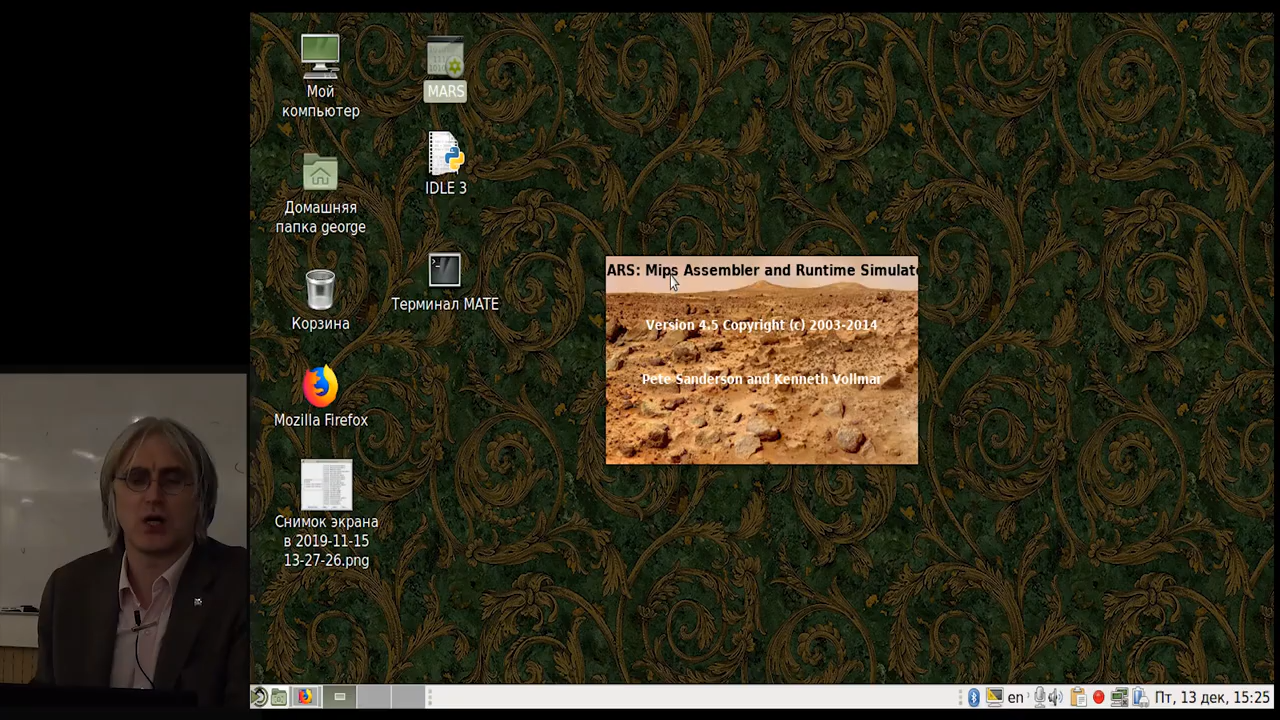 Мой
компьютер
MARS
IDLE 3
Домашняя
папка george
Терминал MATE
Корзина
Mozilla Firefox
Снимок экрана
в 2019-11-15
13-27-26.png
ARS: Mips Assembler and Runtime Simulat
Version 4.5 Copyright (c) 2003-2014
Pete Sanderson and Kenneth Vollmar
en
Пт, 13 дек, 15:25